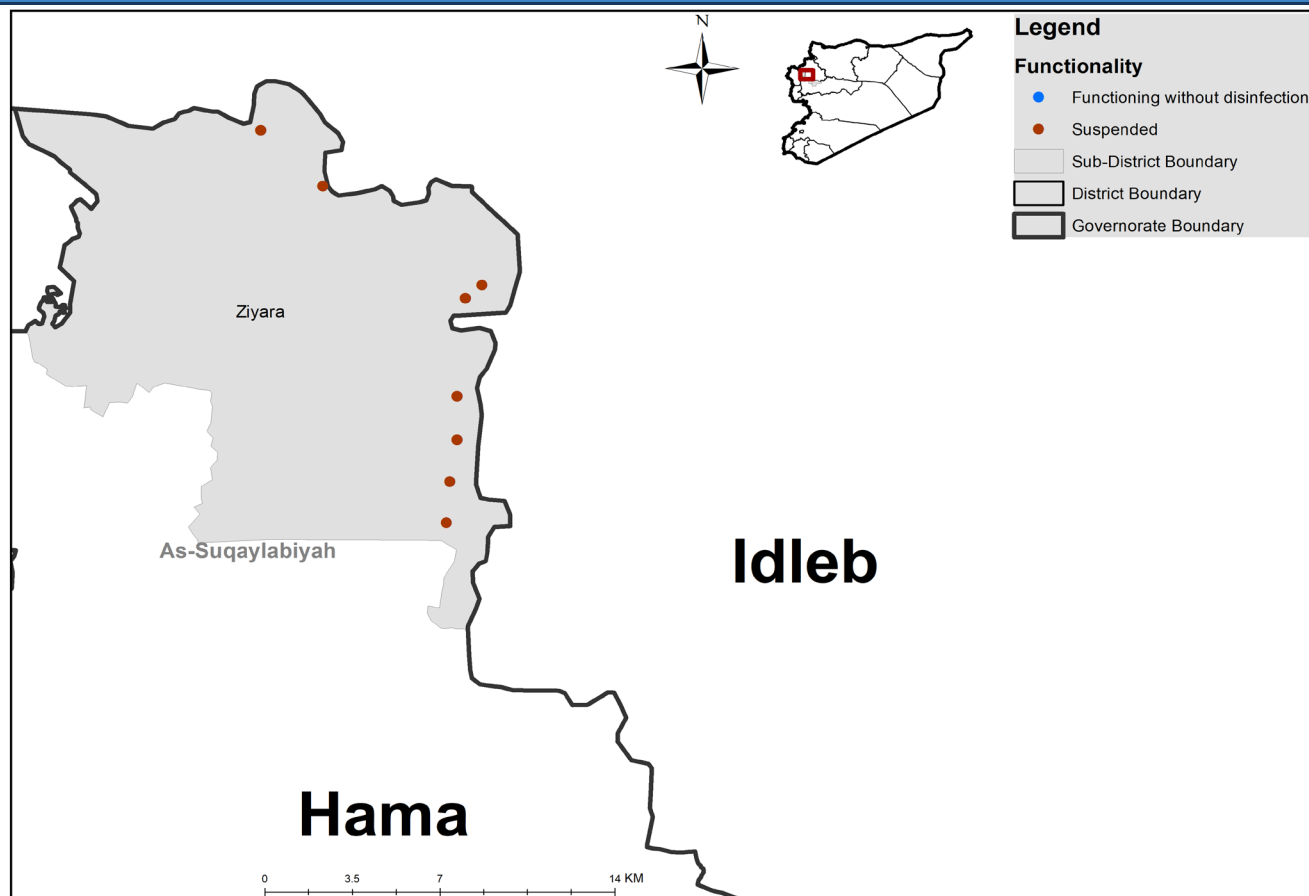 N
Legend
Functionality
Functioning without disinfection
Suspended
Sub-District Boundary
District Boundary
Governorate Boundary
Ziyara
As-Suqaylabiyah
Idleb
Hama
0 3.5 7 14 KM